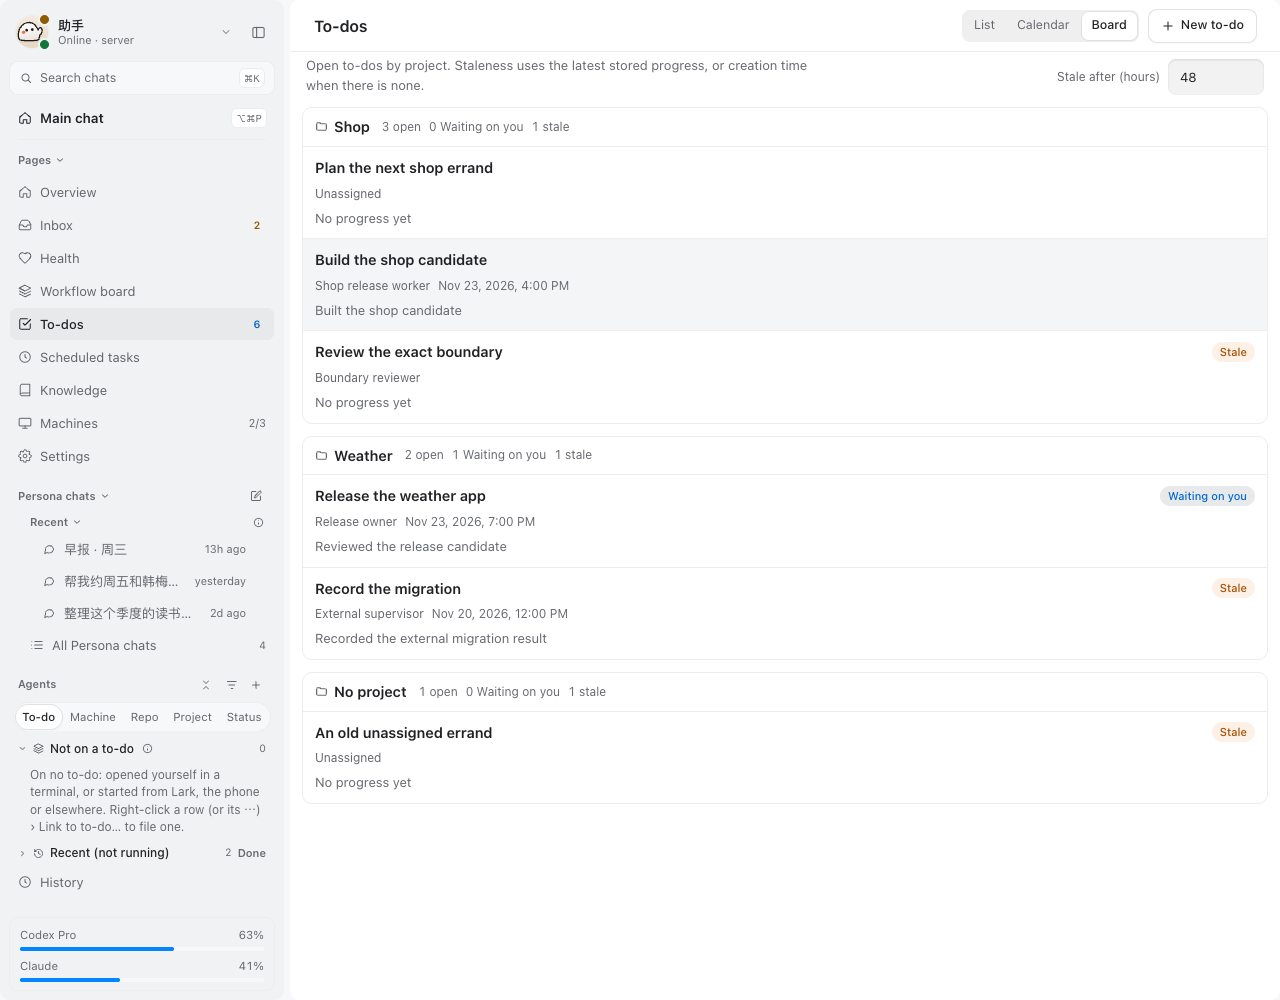 助手
Online · server
Search chats ⌘K
Main chat ⌥⌘P
Pages
Overview
Inbox 2
Health
Workflow board
To-dos 6
Scheduled tasks
Knowledge
Machines 2/3
Settings
Persona chats
Recent
早报 · 周三 13h ago
帮我约周五和韩梅... yesterday
整理这个季度的读书... 2d ago
All Persona chats 4
Agents
To-do Machine Repo Project Status
Not on a to-do 0
On no to-do: opened yourself in a
terminal, or started from Lark, the phone
or elsewhere. Right-click a row (or its ⋯)
› Link to to-do... to file one.
Recent (not running) 2 Done
History
Codex Pro 63%
Claude 41%
To-dos
List Calendar Board
New to-do
Open to-dos by project. Staleness uses the latest stored progress, or creation time
when there is none.
Stale after (hours) 48
Shop 3 open 0 Waiting on you 1 stale
Plan the next shop errand
Unassigned
No progress yet
Build the shop candidate
Shop release worker Nov 23, 2026, 4:00 PM
Built the shop candidate
Review the exact boundary Stale
Boundary reviewer
No progress yet
Weather 2 open 1 Waiting on you 1 stale
Release the weather app Waiting on you
Release owner Nov 23, 2026, 7:00 PM
Reviewed the release candidate
Record the migration Stale
External supervisor Nov 20, 2026, 12:00 PM
Recorded the external migration result
No project 1 open 0 Waiting on you 1 stale
An old unassigned errand Stale
Unassigned
No progress yet